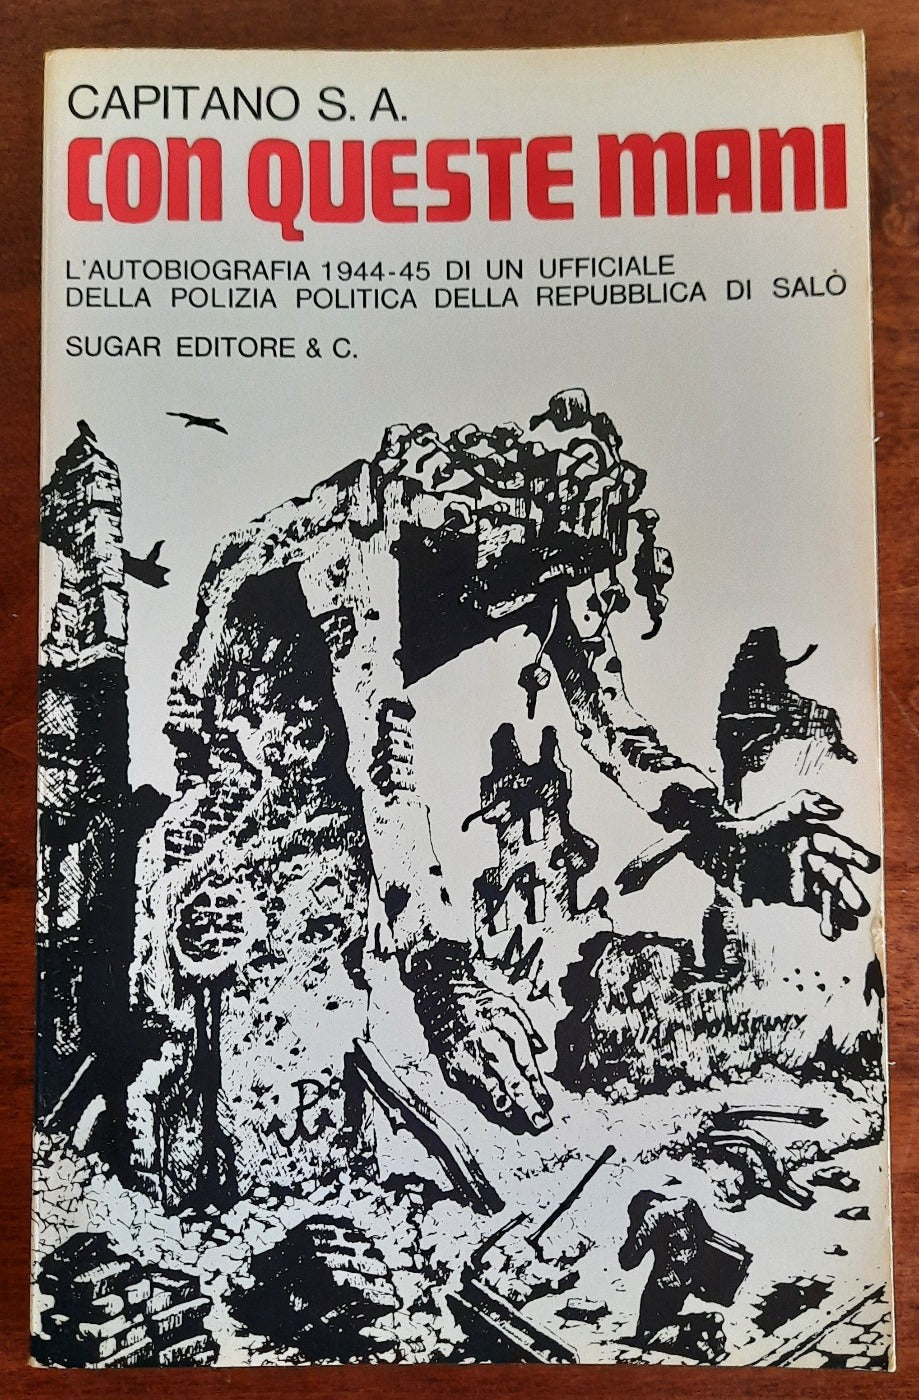 CAPITANO S. A.
CON QUESTE MANI
L'AUTOBIOGRAFIA 1944-45 DI UN UFFICIALE
DELLA POLIZIA POLITICA DELLA REPUBBLICA DI SALÒ
SUGAR EDITORE & C.